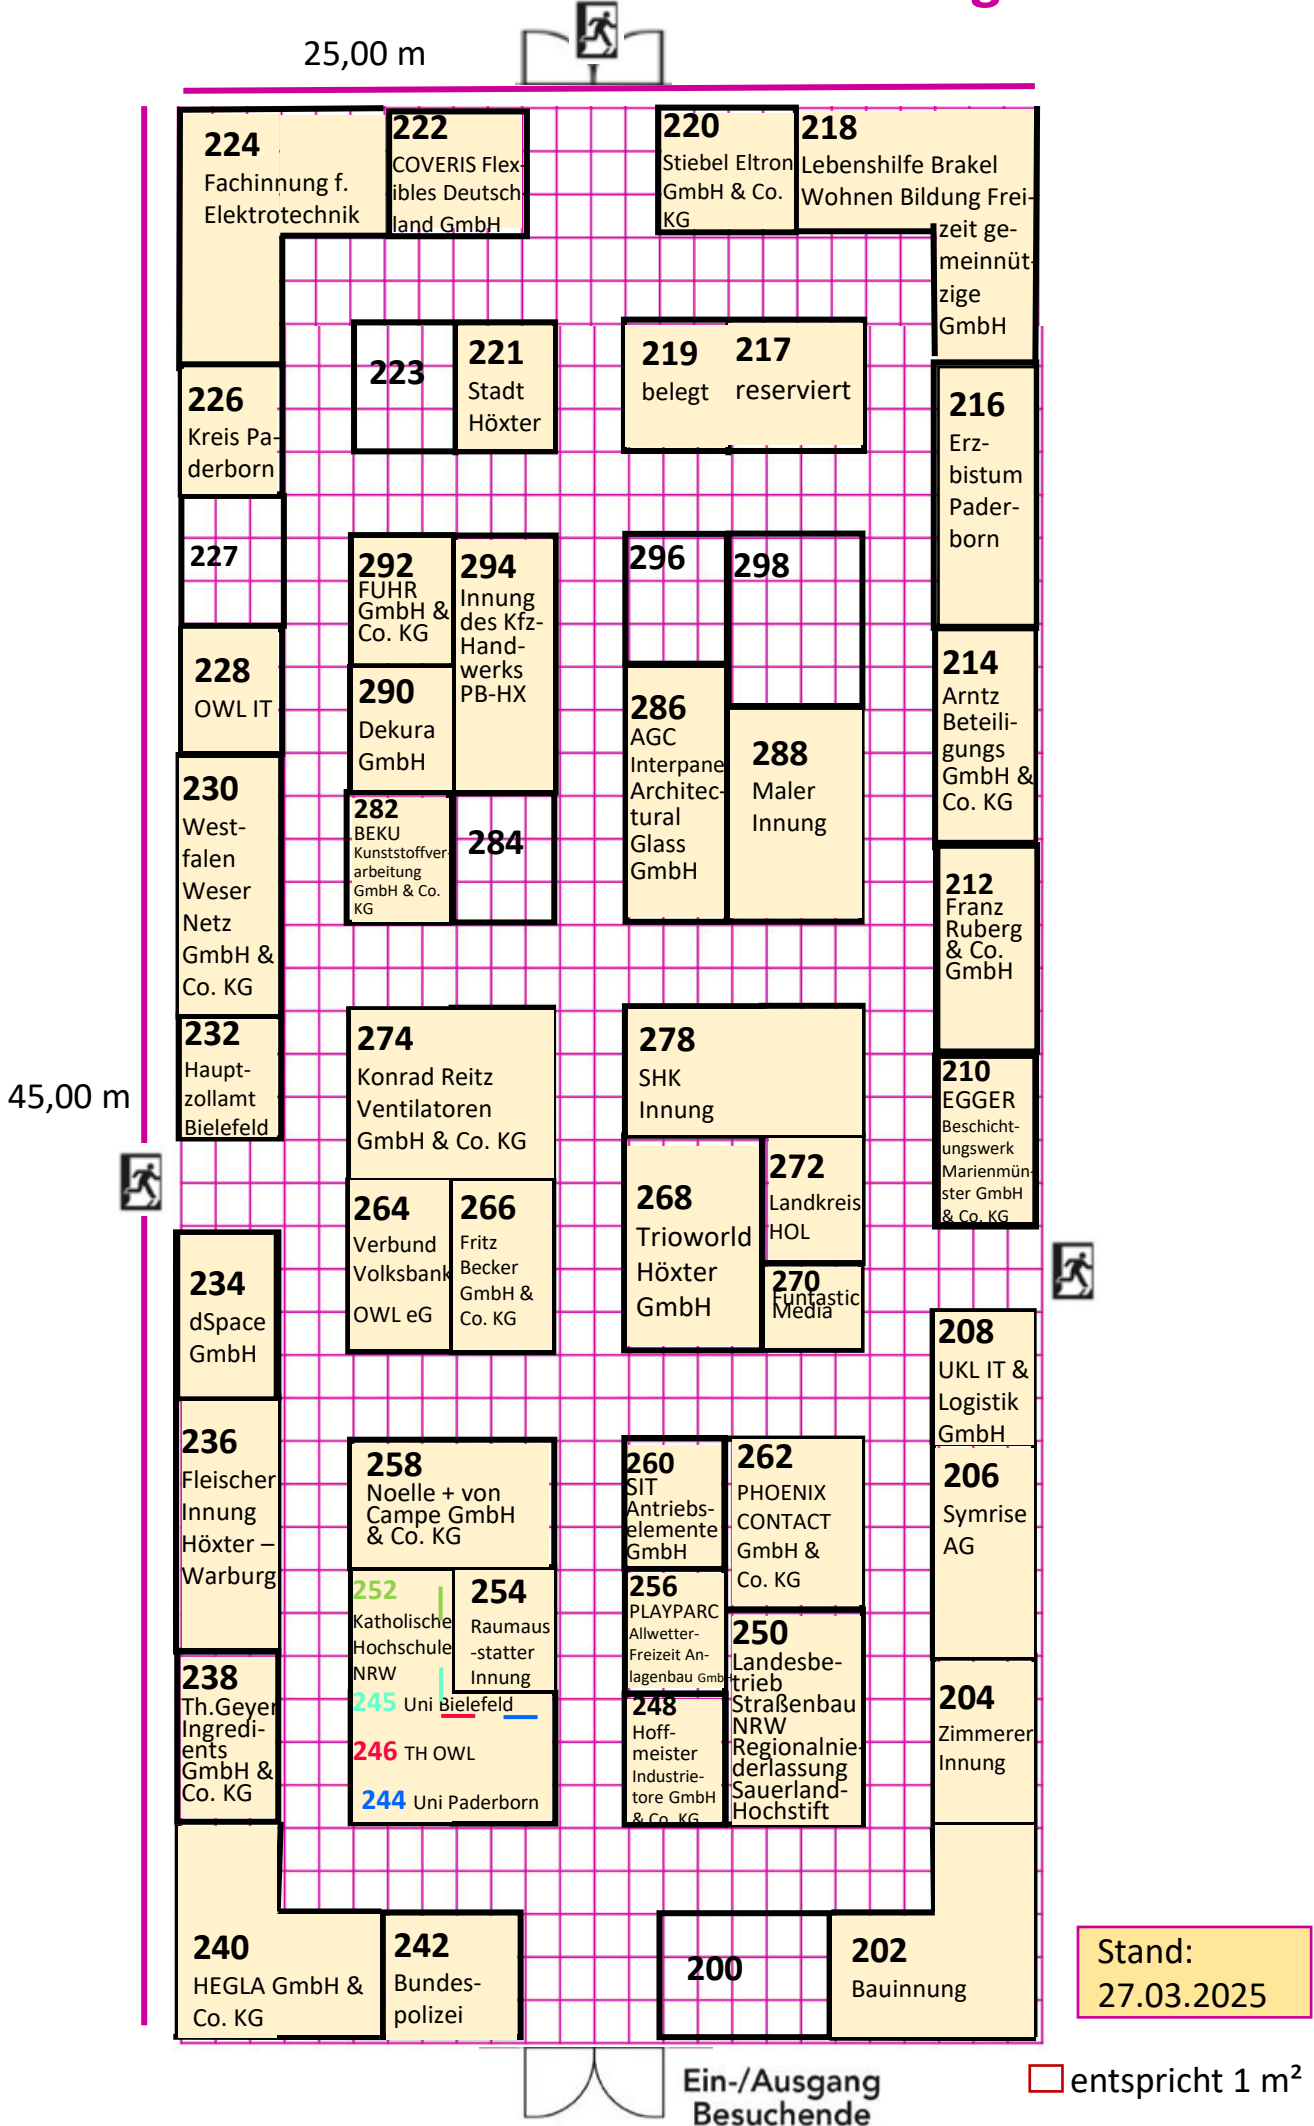 25,00 m
224
Fachinnung f.
Elektrotechnik
222
COVERIS Flex-
ibles Deutsch-
land GmbH
220
Stiebel Eltron
GmbH & Co.
KG
218
Lebenshilfe Brakel
Wohnen Bildung Frei-
zeit ge-
meinnüt-
zige
GmbH
223
221
Stadt
Höxter
219
belegt
217
reserviert
226
Kreis Pa-
derborn
216
Erz-
bistum
Pader-
born
227
292
FUHR
GmbH &
Co. KG
294
Innung
des Kfz-
Hand-
werks
PB-HX
296
298
228
OWL IT
290
Dekura
GmbH
286
AGC
Interpane
Architec-
tural
Glass
GmbH
288
Maler
Innung
214
Arntz
Beteili-
gungs
GmbH &
Co. KG
230
West-
falen
Weser
Netz
GmbH &
Co. KG
282
BEKU
Kunststoffver-
arbeitung
GmbH & Co.
KG
284
212
Franz
Ruberg
& Co.
GmbH
232
Haupt-
zollamt
Bielefeld
45,00 m
274
Konrad Reitz
Ventilatoren
GmbH & Co. KG
278
SHK
Innung
210
EGGER
Beschicht-
ungswerk
Marienmün-
ster GmbH
& Co. KG
264
Verbund
Volksbank
OWL eG
266
Fritz
Becker
GmbH &
Co. KG
268
Trioworld
Höxter
GmbH
272
Landkreis
HOL
270
Funtastic
Media
234
dSpace
GmbH
208
UKL IT &
Logistik
GmbH
236
Fleischer
Innung
Höxter –
Warburg
258
Noelle + von
Campe GmbH
& Co. KG
260
SIT
Antriebs-
elemente
GmbH
262
PHOENIX
CONTACT
GmbH &
Co. KG
206
Symrise
AG
252
Katholische
Hochschule
NRW
254
Raumaus
-statter
Innung
256
PLAYPARC
Allwetter-
Freizeit An-
lagenbau GmbH
250
Landesbe-
trieb
Straßenbau
NRW
Regionalnie-
derlassung
Sauerland-
Hochstift
238
Th.Geyer
Ingredi-
ents
GmbH &
Co. KG
245 Uni Bielefeld
246 TH OWL
244 Uni Paderborn
248
Hoff-
meister
Industrie-
tore GmbH
& Co. KG
204
Zimmerer
Innung
240
HEGLA GmbH &
Co. KG
242
Bundes-
polizei
200
202
Bauinnung
Stand:
27.03.2025
Ein-/Ausgang
Besuchende
entspricht 1 m²